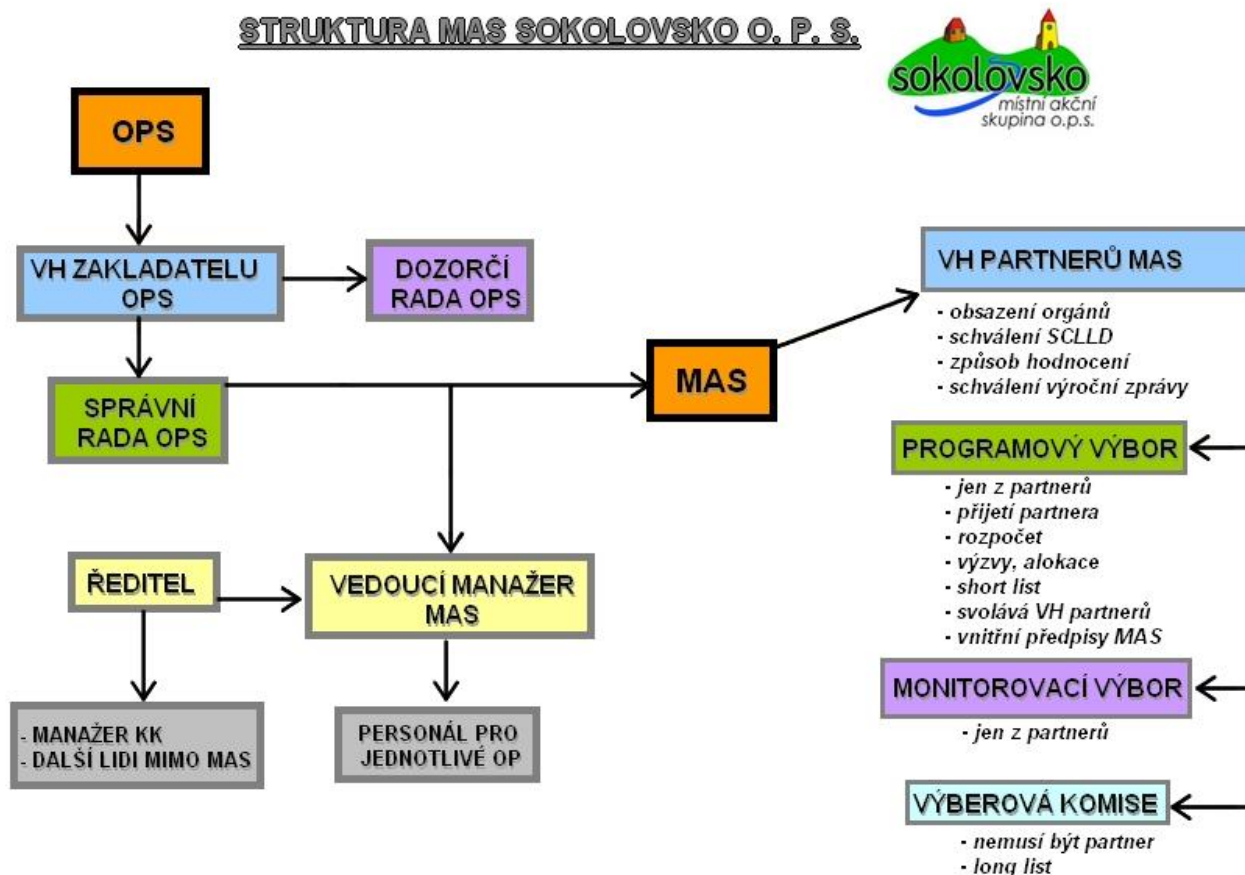 STRUKTURA MAS SOKOLOVSKO O. P. S.
sokolovsko
místní akční
skupina o.p.s.
OPS
VH ZAKLADATELU
OPS
DOZORČÍ
RADA OPS
SPRÁVNÍ
RADA OPS
MAS
VH PARTNERŮ MAS
- obsazení orgánů
- schválení SCLLD
- způsob hodnocení
- schválení výroční zprávy
PROGRAMOVÝ VÝBOR
- jen z partnerů
- přijetí partnera
- rozpočet
- výzvy, alokace
- short list
- svolává VH partnerů
- vnitřní předpisy MAS
ŘEDITEL
VEDOUCÍ MANAŽER
MAS
- MANAŽER KK
- DALŠÍ LIDI MIMO MAS
PERSONÁL PRO
JEDNOTLIVÉ OP
MONITOROVACÍ VÝBOR
- jen z partnerů
VÝBEROVÁ KOMISE
- nemusí být partner
- long list